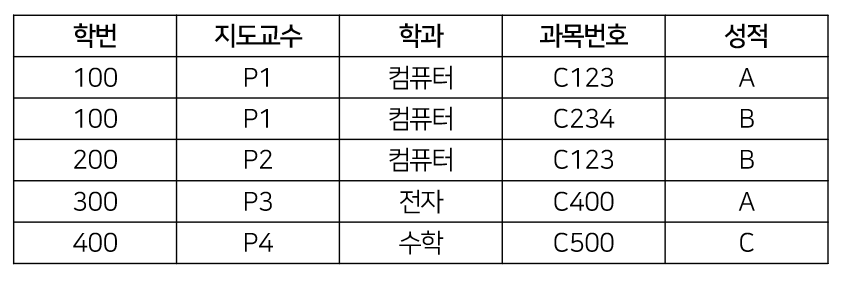 학번 지도교수 학과 과목번호 성적
100 P1 컴퓨터 C123 A
100 P1 컴퓨터 C234 B
200 P2 컴퓨터 C123 B
300 P3 전자 C400 A
400 P4 수학 C500 C